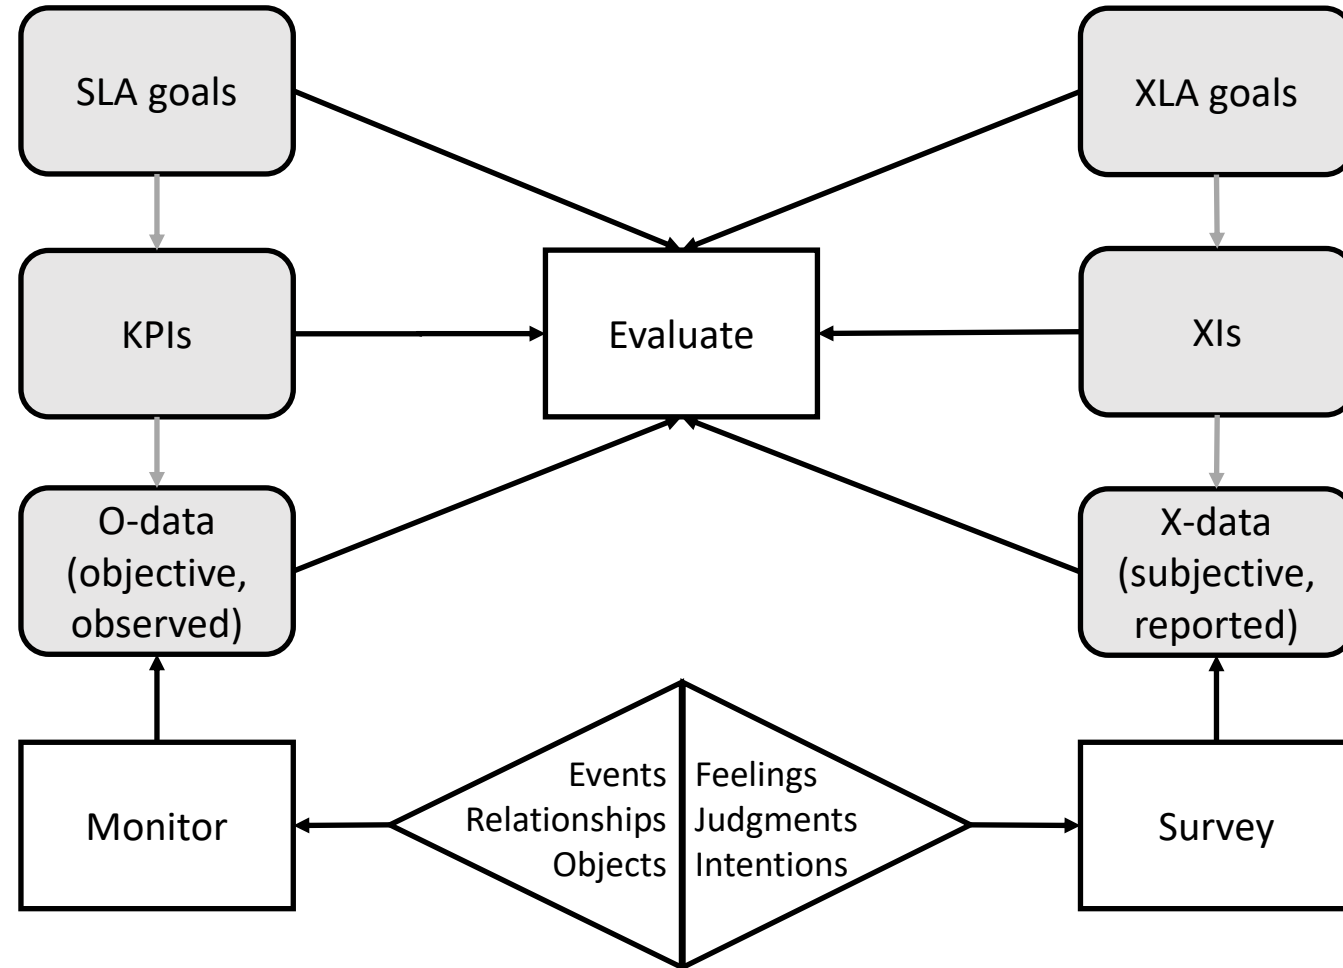 SLA goals
XLA goals
KPIs
Evaluate
XIs
O-data
(objective,
observed)
X-data
(subjective,
reported)
Monitor
Events
Relationships
Objects
Feelings
Judgments
Intentions
Survey